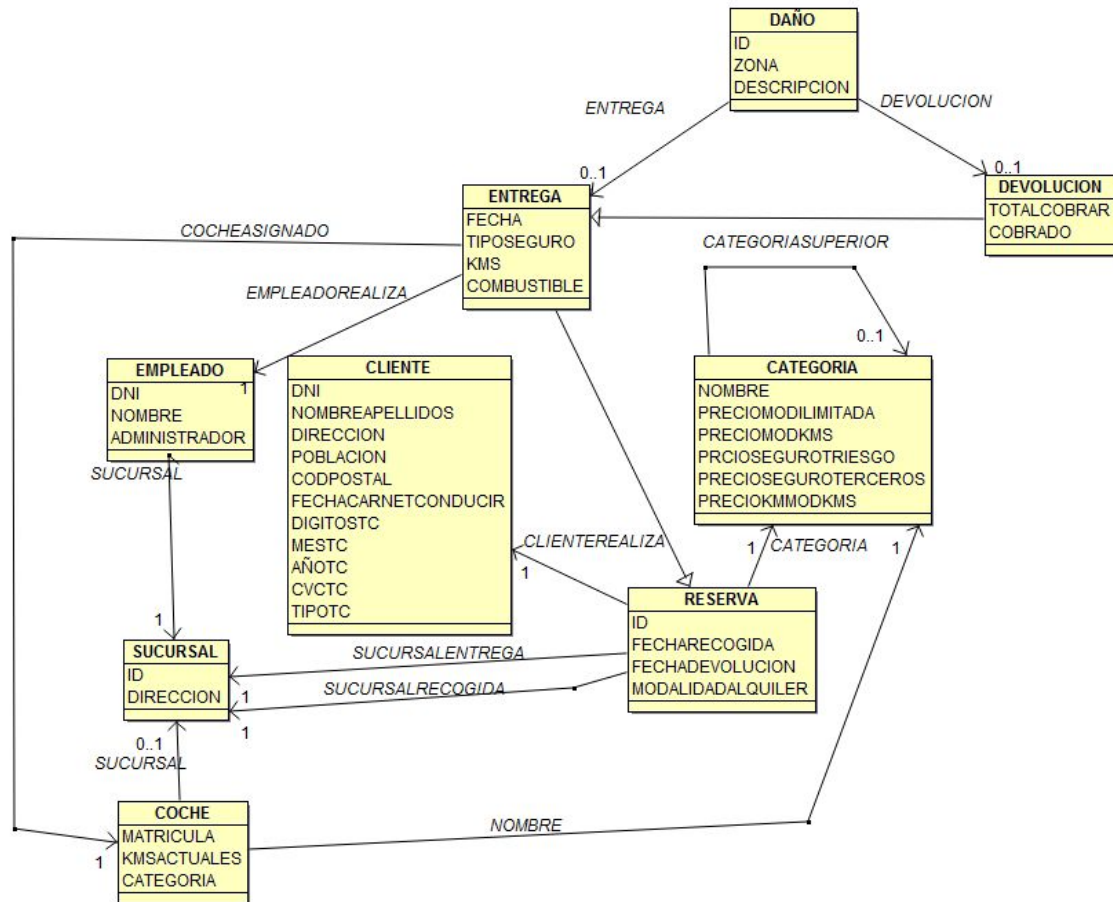 DAÑO
ID
ZONA
DESCRIPCION
ENTREGA
DEVOLUCION
0..1
0..1
ENTREGA
FECHA
TIPOSEGURO
KMS
COMBUSTIBLE
DEVOLUCION
TOTALCOBRAR
COBRADO
COCHEASIGNADO
CATEGORIASUPERIOR
EMPLEADOREALIZA
0..1
EMPLEADO
DNI
NOMBRE
ADMINISTRADOR
1
CLIENTE
DNI
NOMBREAPELLIDOS
DIRECCION
POBLACION
CODPOSTAL
FECHACARNETCONDUCIR
DIGITOSTC
MESTC
AÑOTC
CVCTC
TIPOTC
CATEGORIA
NOMBRE
PRECIOMODILIMITADA
PRECIOMODKMS
PRCIOSEGUROTRIESGO
PRECIOSEGUROTERCEROS
PRECIOKMMODKMS
SUCURSAL
CLIENTEREALIZA
1
1
CATEGORIA
1
RESERVA
ID
FECHARECOGIDA
FECHADEVOLUCION
MODALIDADALQUILER
1
SUCURSAL
ID
DIRECCION
SUCURSALENTREGA
1
SUCURSALRECOGIDA
1
0..1
SUCURSAL
COCHE
MATRICULA
KMSACTUALES
CATEGORIA
1
NOMBRE